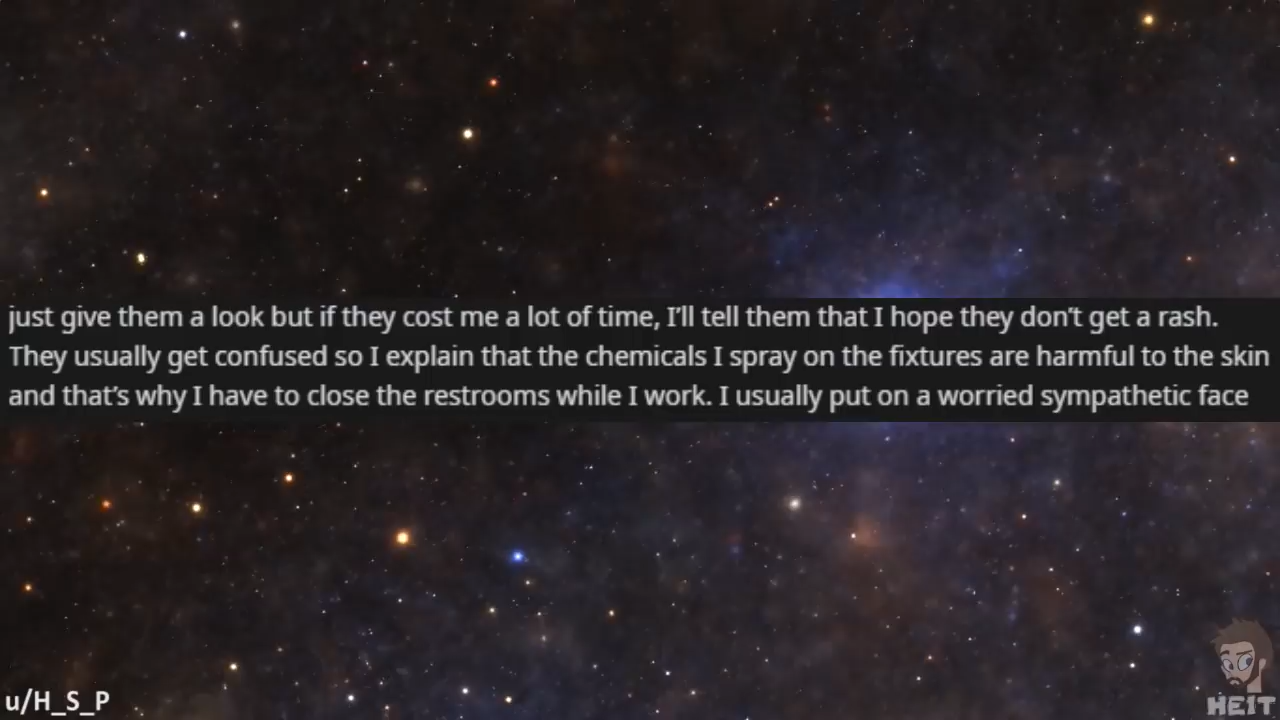 just give them a look but if they cost me a lot of time, I’ll tell them that I hope they don’t get a rash.
They usually get confused so I explain that the chemicals I spray on the fixtures are harmful to the skin
and that’s why I have to close the restrooms while I work. I usually put on a worried sympathetic face
u/H_S_P
HEIT